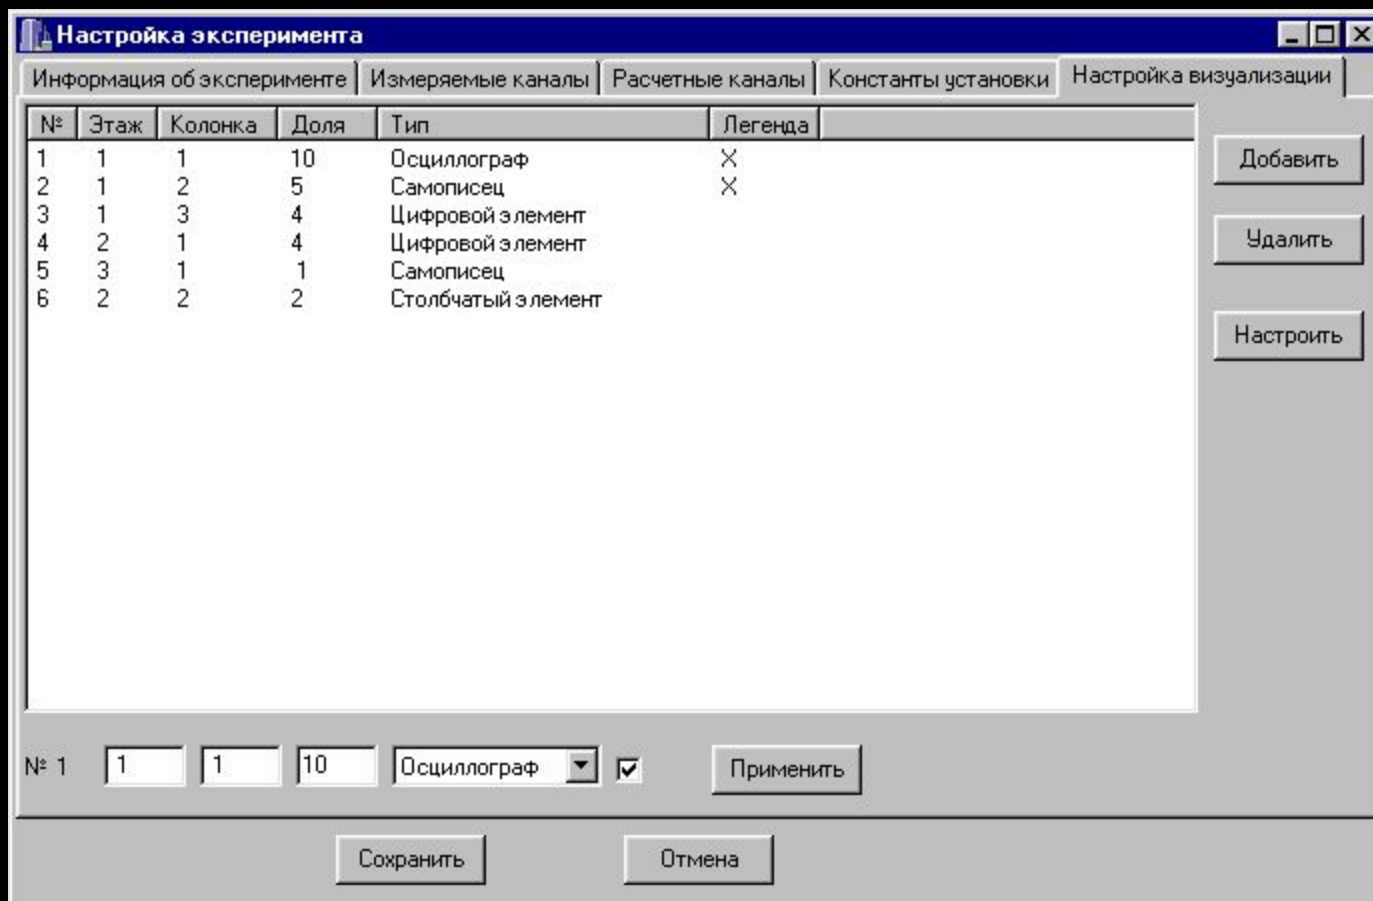 Настройка эксперимента
Информация об эксперименте Измеряемые каналы Расчетные каналы Константы установки Настройка визуализации
№ Этаж Колонка Доля Тип Легенда
1 1 1 10 Осциллограф X
2 1 2 5 Самописец X
3 1 3 4 Цифровой элемент
4 2 1 4 Цифровой элемент
5 3 1 1 Самописец
6 2 2 2 Столбчатый элемент
Добавить
Удалить
Настроить
№ 1 1 1 10 Осциллограф Применить
Сохранить Отмена